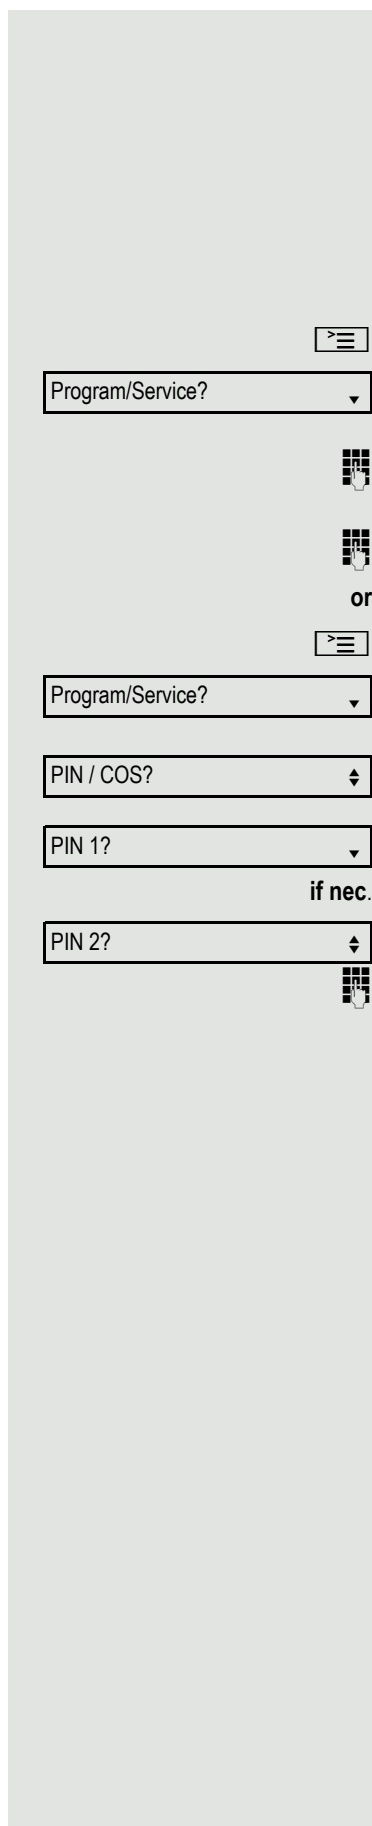 Program/Service?
or
Program/Service?
PIN / COS?
PIN 1?
if nec.
PIN 2?